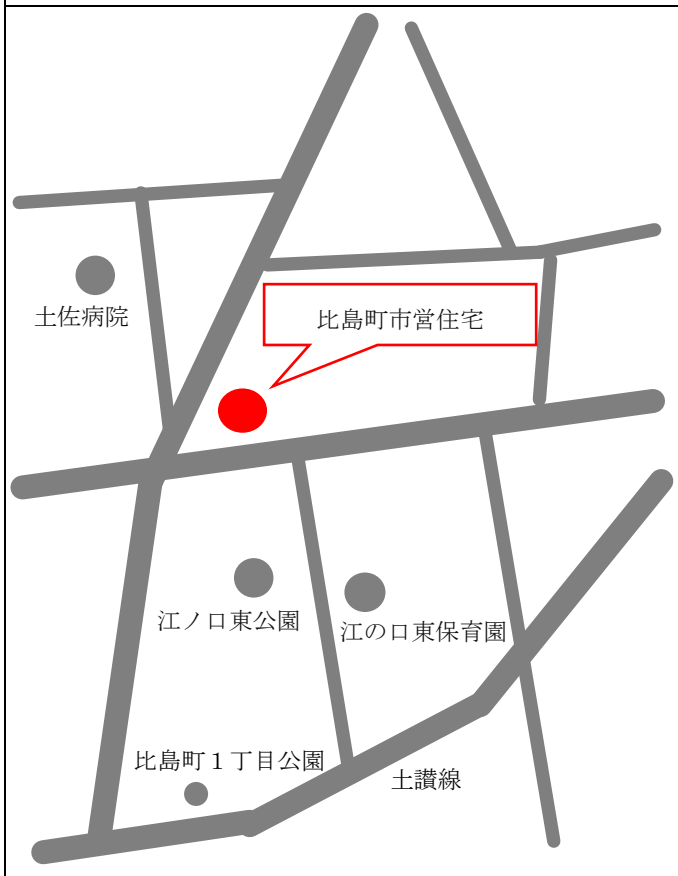 土佐病院
比島町市営住宅
江ノ口東公園
江の口東保育園
比島町１丁目公園
土讃線